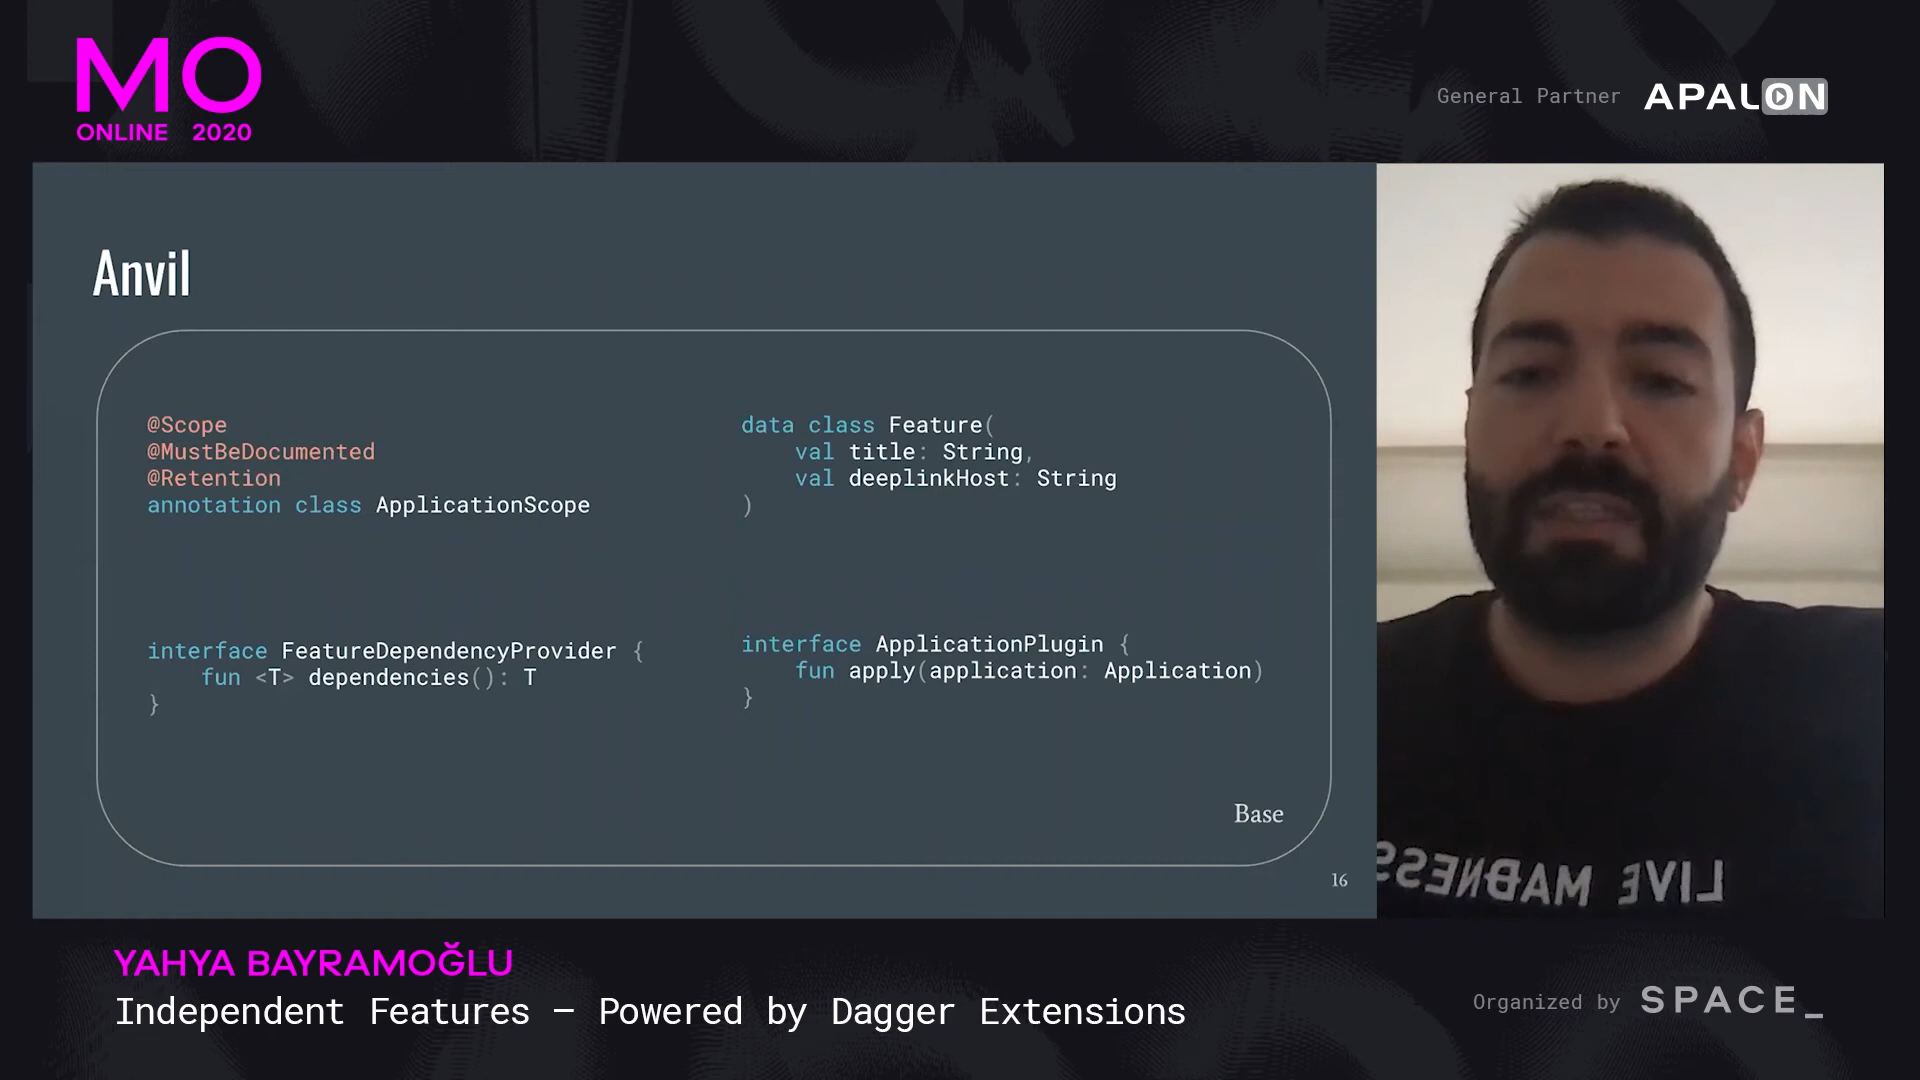 MO
ONLINE 2020
General Partner APALON
Anvil
@Scope
@MustBeDocumented
@Retention
annotation class ApplicationScope
data class Feature(
val title: String,
val deeplinkHost: String
)
interface FeatureDependencyProvider {
fun <T> dependencies(): T
}
interface ApplicationPlugin {
fun apply(application: Application)
}
Base
16
LIVE MADNESS
YAHYA BAYRAMOĞLU
Independent Features — Powered by Dagger Extensions
Organized by SPACE_